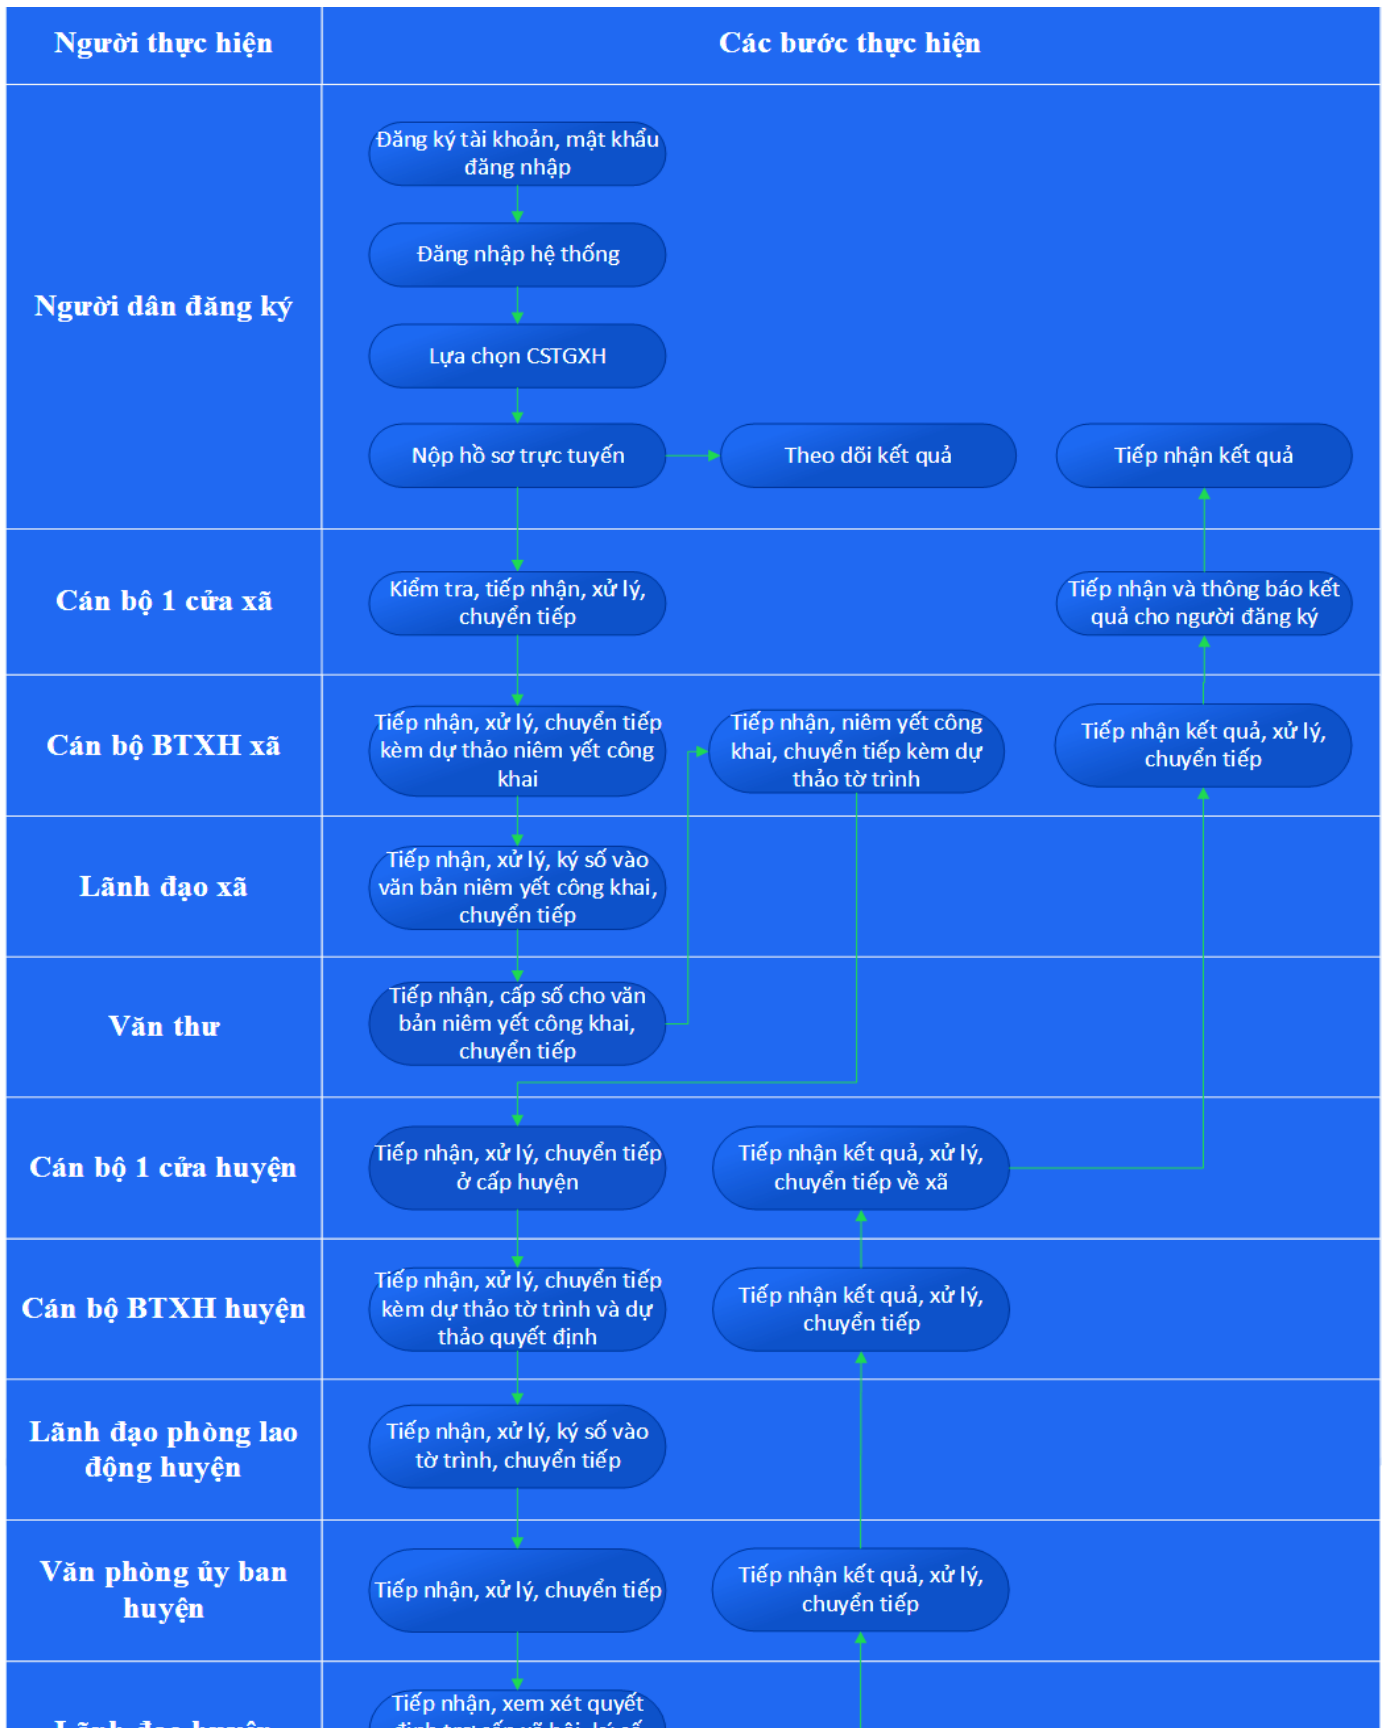 Người thực hiện
Các bước thực hiện
Người dân đăng ký
Đăng ký tài khoản, mật khẩu
đăng nhập
Đăng nhập hệ thống
Lựa chọn CSTGXH
Nộp hồ sơ trực tuyến
Theo dõi kết quả
Tiếp nhận kết quả
Cán bộ 1 cửa xã
Kiểm tra, tiếp nhận, xử lý,
chuyển tiếp
Tiếp nhận và thông báo kết
quả cho người đăng ký
Cán bộ BTXH xã
Tiếp nhận, xử lý, chuyển tiếp
kèm dự thảo niêm yết công
khai
Tiếp nhận, niêm yết công
khai, chuyển tiếp kèm dự
thảo tờ trình
Tiếp nhận kết quả, xử lý,
chuyển tiếp
Lãnh đạo xã
Tiếp nhận, xử lý, ký số vào
văn bản niêm yết công khai,
chuyển tiếp
Văn thư
Tiếp nhận, cấp số cho văn
bản niêm yết công khai,
chuyển tiếp
Cán bộ 1 cửa huyện
Tiếp nhận, xử lý, chuyển tiếp
ở cấp huyện
Tiếp nhận kết quả, xử lý,
chuyển tiếp về xã
Cán bộ BTXH huyện
Tiếp nhận, xử lý, chuyển tiếp
kèm dự thảo tờ trình và dự
thảo quyết định
Tiếp nhận kết quả, xử lý,
chuyển tiếp
Lãnh đạo phòng lao
động huyện
Tiếp nhận, xử lý, ký số vào
tờ trình, chuyển tiếp
Văn phòng ủy ban
huyện
Tiếp nhận, xử lý, chuyển tiếp
Tiếp nhận kết quả, xử lý,
chuyển tiếp
Tiếp nhận, xem xét quyết